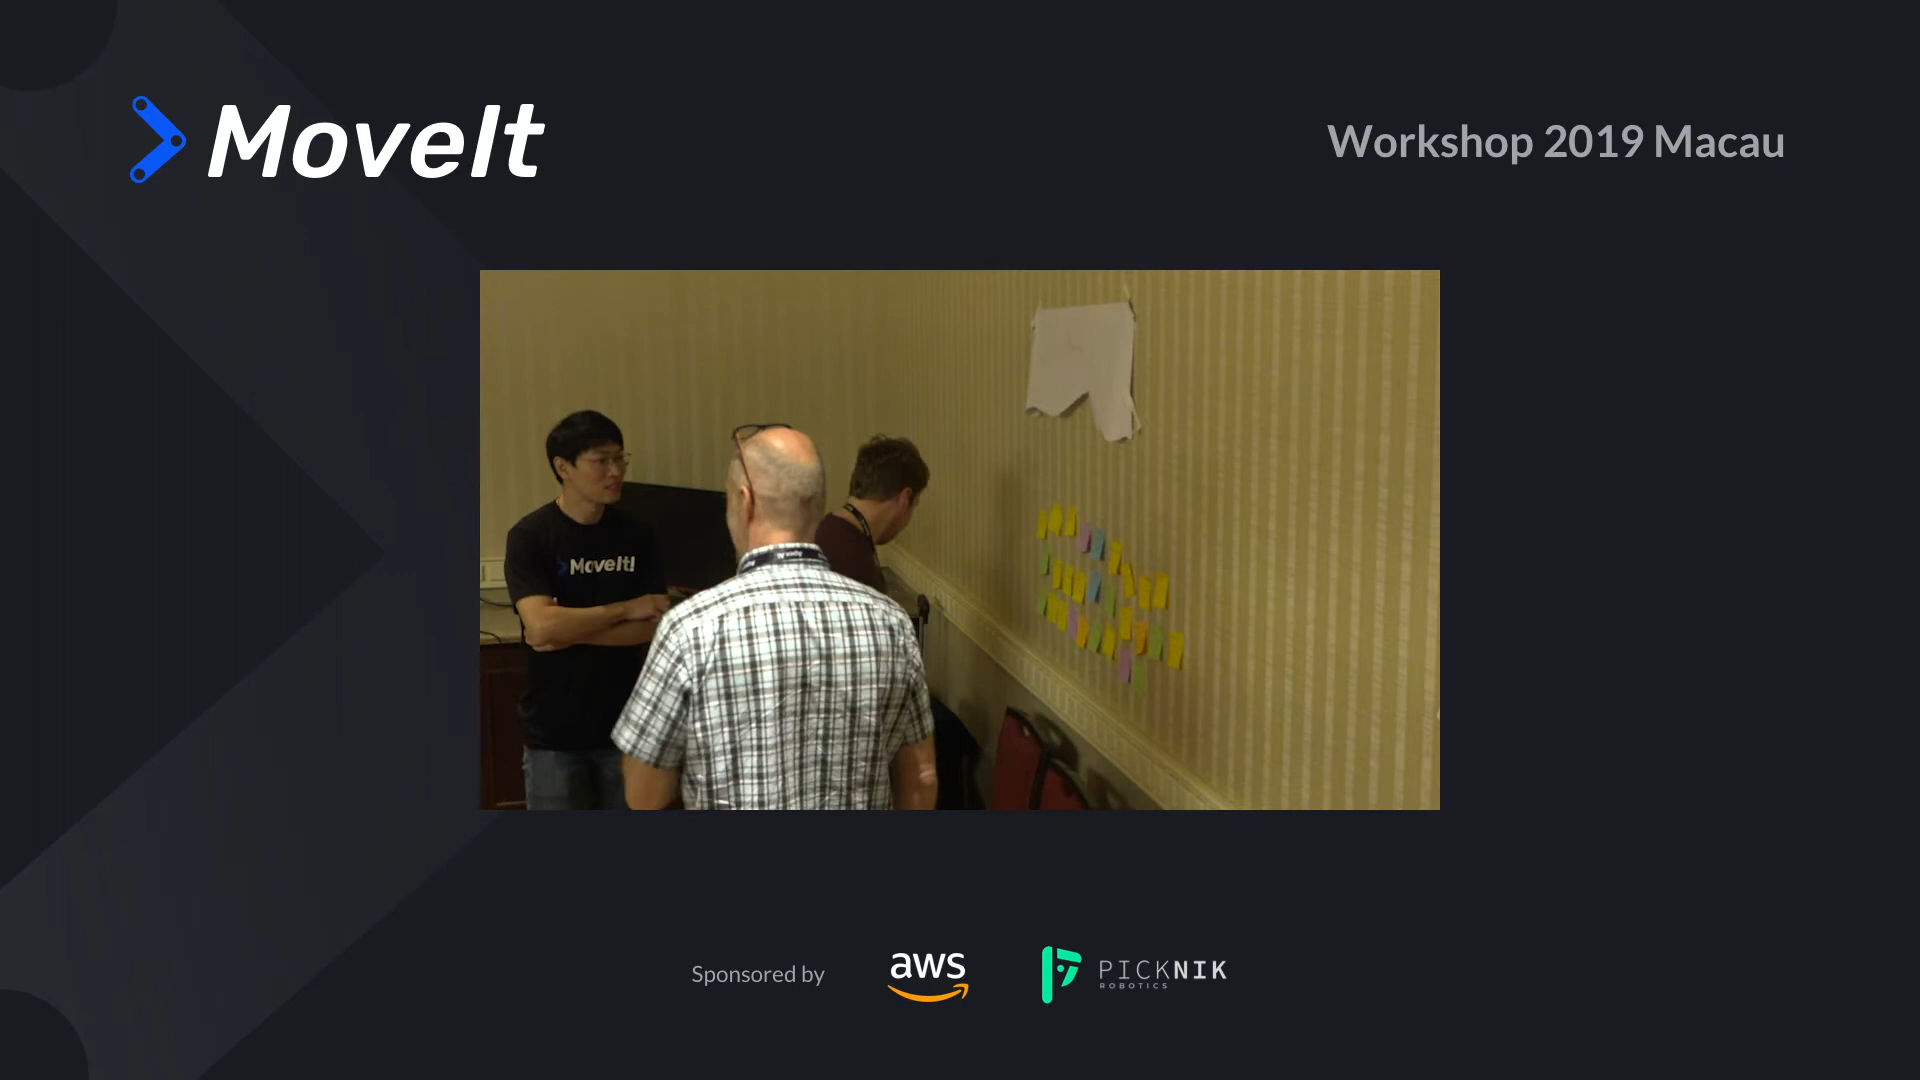 MoveIt
Workshop 2019 Macau
MoveIt!
Sponsored by
aws
PICKNIK
ROBOTICS